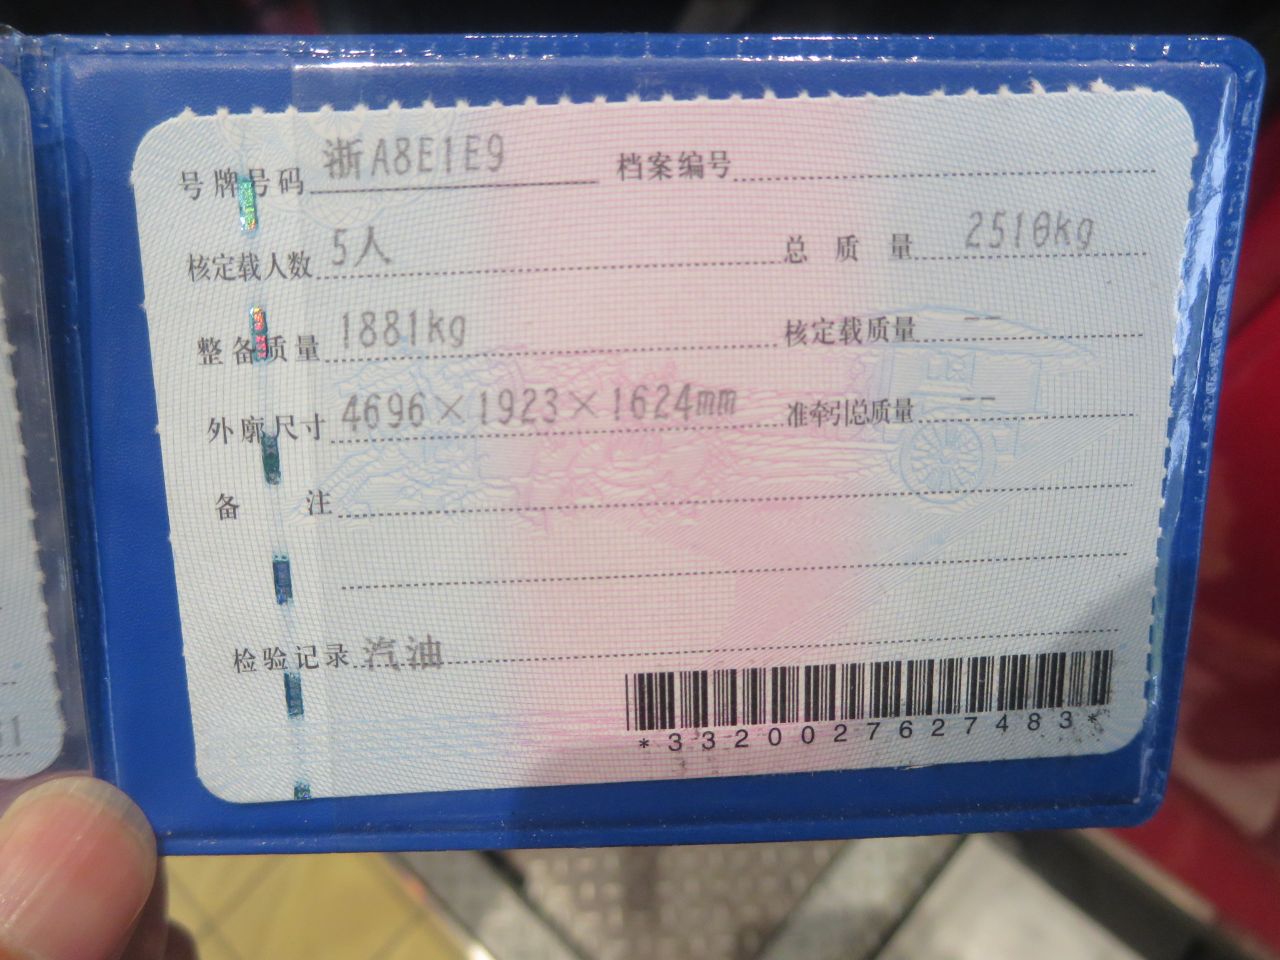 号牌号码 浙A8E1E9 档案编号
核定载人数 5人 总质量 2510kg
整备质量 1881kg 核定载质量 --
外廓尺寸 4696×1923×1624mm 准牵引总质量 --
备注
检验记录 汽油
*3320027627483*